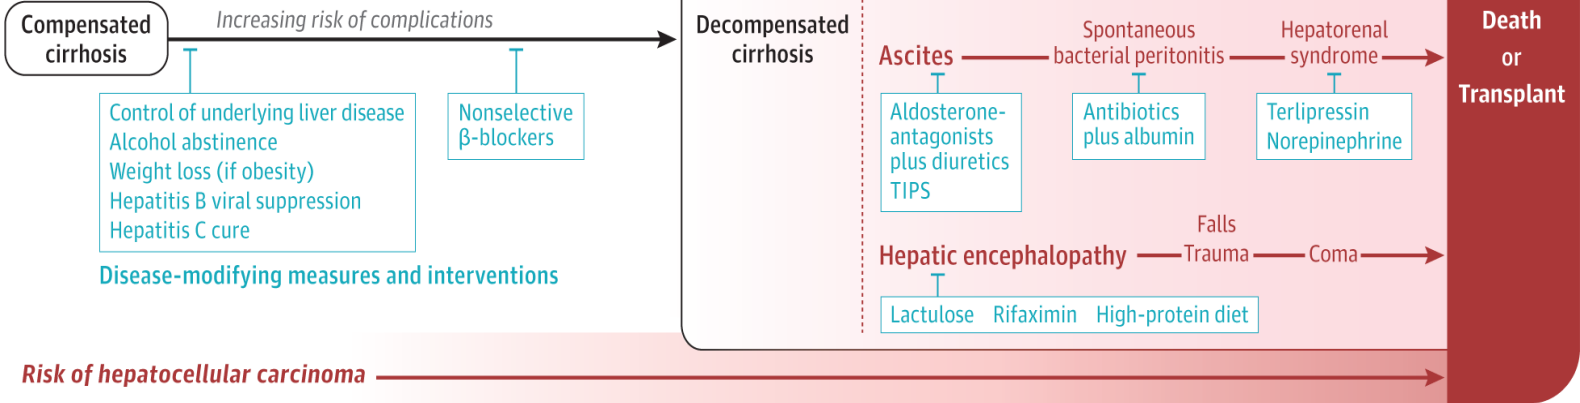 Compensated
cirrhosis
Increasing risk of complications
Control of underlying liver disease
Alcohol abstinence
Weight loss (if obesity)
Hepatitis B viral suppression
Hepatitis C cure
Nonselective
β-blockers
Disease-modifying measures and interventions
Decompensated
cirrhosis
Ascites
Spontaneous
bacterial peritonitis
Hepatorenal
syndrome
Aldosterone-
antagonists
plus diuretics
TIPS
Antibiotics
plus albumin
Terlipressin
Norepinephrine
Hepatic encephalopathy
Falls
Trauma
Coma
Lactulose Rifaximin High-protein diet
Death
or
Transplant
Risk of hepatocellular carcinoma